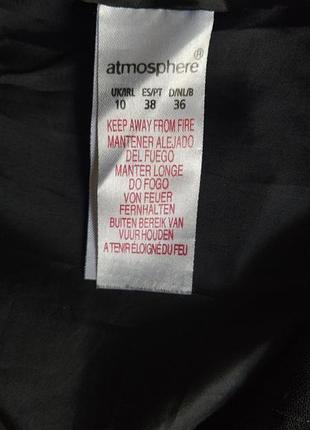 atmosphere®
UK/IRL ES/PT D/NL/B
10 38 36
KEEP AWAY FROM FIRE
MANTENER ALEJADO
DEL FUEGO
MANTER LONGE
DO FOGO
VON FEUER
FERNHALTEN
BUITEN BEREIK VAN
VUUR HOUDEN
A TENIR ÉLOIGNÉ DU FEU